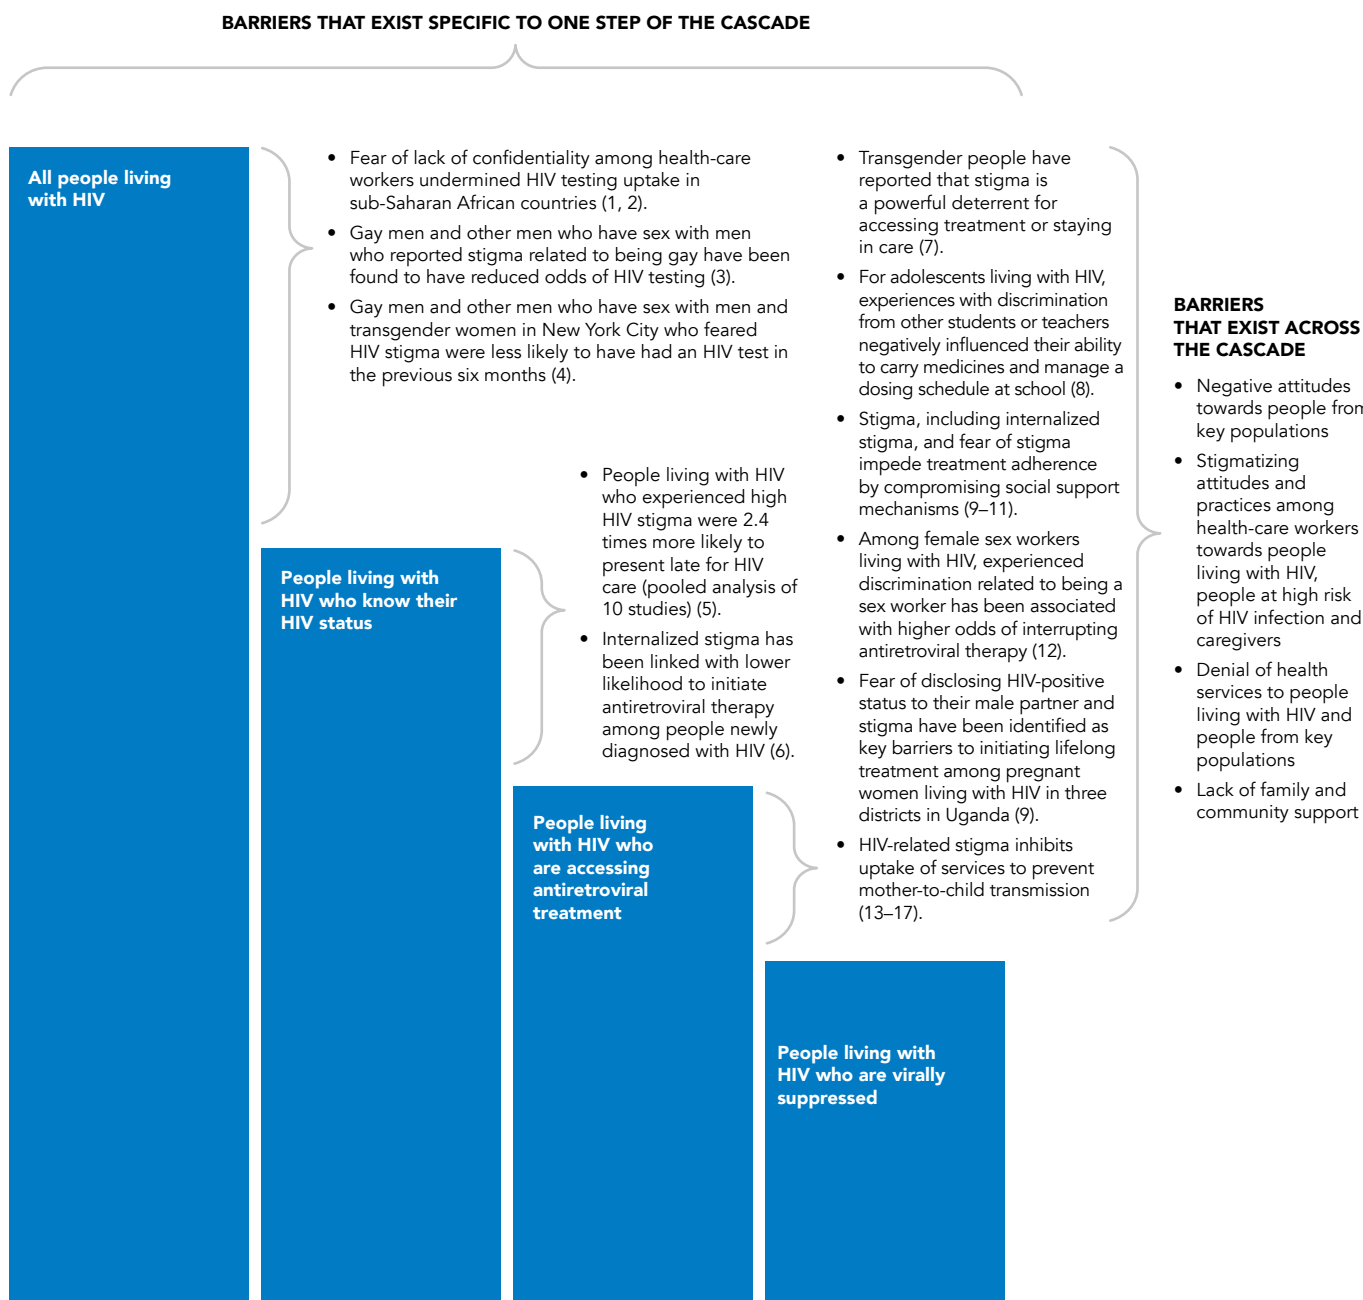 BARRIERS THAT EXIST SPECIFIC TO ONE STEP OF THE CASCADE
All people living
with HIV
• Fear of lack of confidentiality among health-care
workers undermined HIV testing uptake in
sub-Saharan African countries (1, 2).
• Gay men and other men who have sex with men
who reported stigma related to being gay have been
found to have reduced odds of HIV testing (3).
• Gay men and other men who have sex with men and
transgender women in New York City who feared
HIV stigma were less likely to have had an HIV test in
the previous six months (4).
People living with
HIV who know their
HIV status
• People living with HIV
who experienced high
HIV stigma were 2.4
times more likely to
present late for HIV
care (pooled analysis of
10 studies) (5).
• Internalized stigma has
been linked with lower
likelihood to initiate
antiretroviral therapy
among people newly
diagnosed with HIV (6).
People living
with HIV who
are accessing
antiretroviral
treatment
• Transgender people have
reported that stigma is
a powerful deterrent for
accessing treatment or staying
in care (7).
• For adolescents living with HIV,
experiences with discrimination
from other students or teachers
negatively influenced their ability
to carry medicines and manage a
dosing schedule at school (8).
• Stigma, including internalized
stigma, and fear of stigma
impede treatment adherence
by compromising social support
mechanisms (9–11).
• Among female sex workers
living with HIV, experienced
discrimination related to being a
sex worker has been associated
with higher odds of interrupting
antiretroviral therapy (12).
• Fear of disclosing HIV-positive
status to their male partner and
stigma have been identified as
key barriers to initiating lifelong
treatment among pregnant
women living with HIV in three
districts in Uganda (9).
• HIV-related stigma inhibits
uptake of services to prevent
mother-to-child transmission
(13–17).
People living with
HIV who are virally
suppressed
BARRIERS
THAT EXIST ACROSS
THE CASCADE
• Negative attitudes
towards people from
key populations
• Stigmatizing
attitudes and
practices among
health-care workers
towards people
living with HIV,
people at high risk
of HIV infection and
caregivers
• Denial of health
services to people
living with HIV and
people from key
populations
• Lack of family and
community support